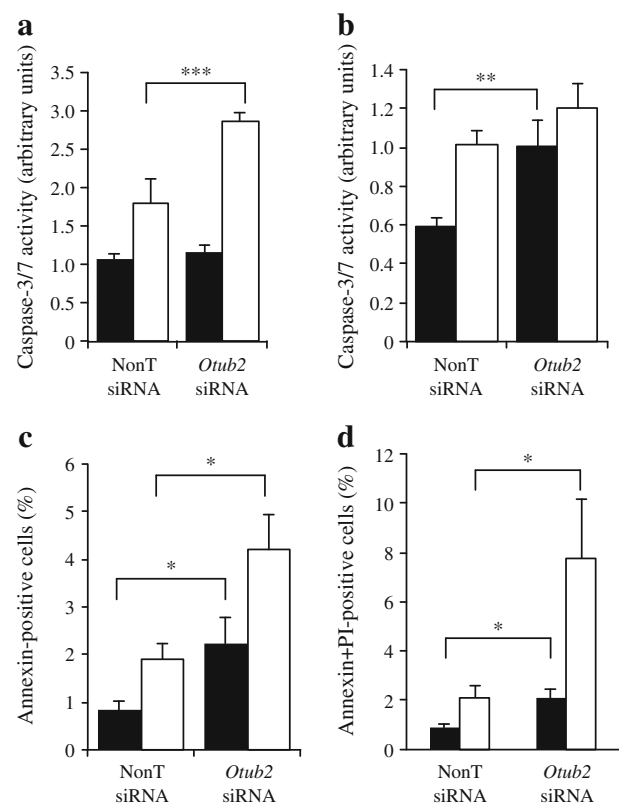 a
Caspase-3/7 activity (arbitrary units)
3.5
3.0
2.5
2.0
1.5
1.0
0.5
0
***
NonT
siRNA
Otub2
siRNA
b
Caspase-3/7 activity (arbitrary units)
1.4
1.2
1.0
0.8
0.6
0.4
0.2
0
**
NonT
siRNA
Otub2
siRNA
c
Annexin-positive cells (%)
6
5
4
3
2
1
0
*
*
NonT
siRNA
Otub2
siRNA
d
Annexin+PI-positive cells (%)
12
10
8
6
4
2
0
*
*
NonT
siRNA
Otub2
siRNA